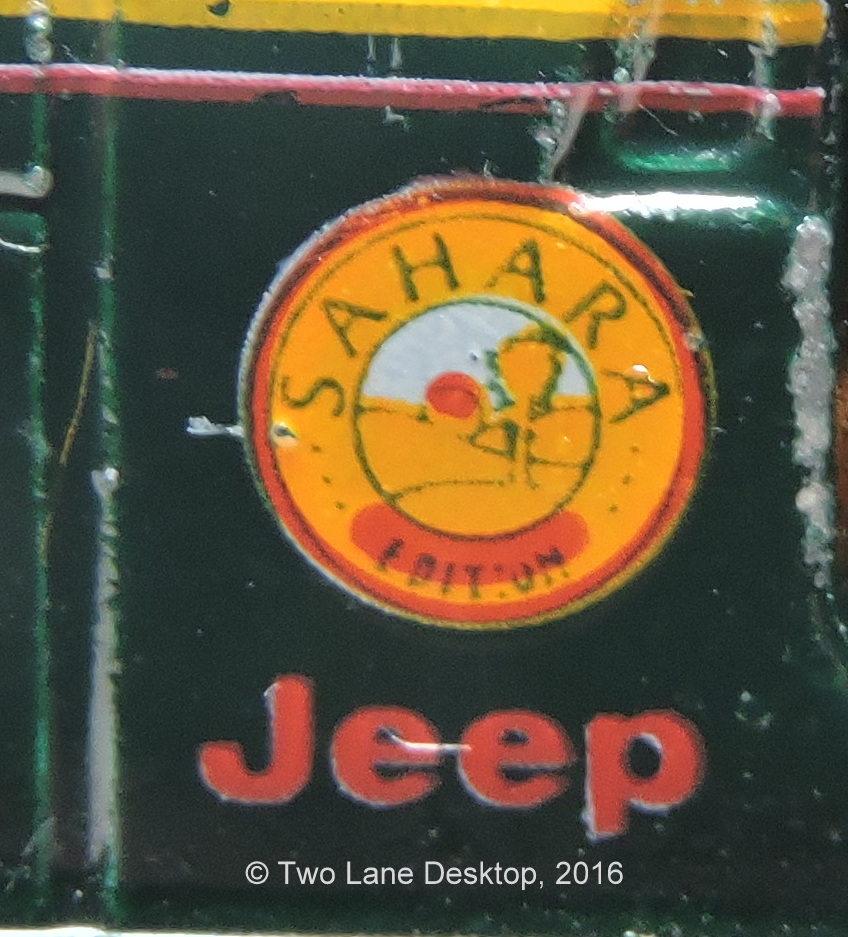 SAHARA
EDITION
Jeep
© Two Lane Desktop, 2016